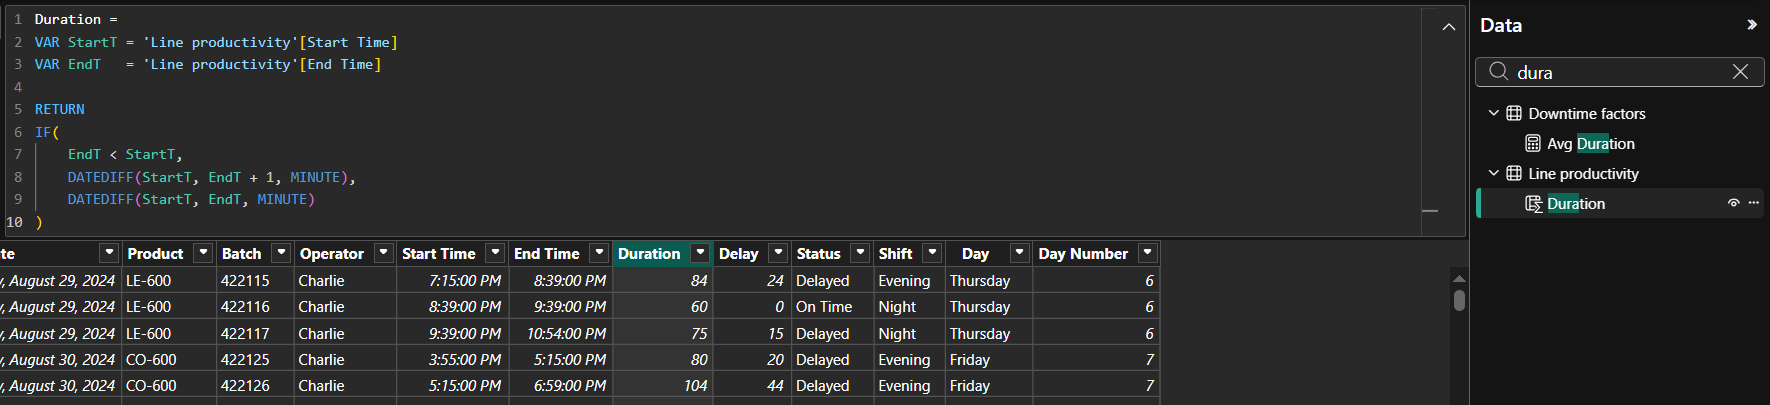 1 Duration =
2 VAR StartT = 'Line productivity'[Start Time]
3 VAR EndT   = 'Line productivity'[End Time]
4
5 RETURN
6 IF(
7     EndT < StartT,
8     DATEDIFF(StartT, EndT + 1, MINUTE),
9     DATEDIFF(StartT, EndT, MINUTE)
10 )
te Product Batch Operator Start Time End Time Duration Delay Status Shift Day Day Number
, August 29, 2024 LE-600 422115 Charlie 7:15:00 PM 8:39:00 PM 84 24 Delayed Evening Thursday 6
, August 29, 2024 LE-600 422116 Charlie 8:39:00 PM 9:39:00 PM 60 0 On Time Night Thursday 6
, August 29, 2024 LE-600 422117 Charlie 9:39:00 PM 10:54:00 PM 75 15 Delayed Night Thursday 6
, August 30, 2024 CO-600 422125 Charlie 3:55:00 PM 5:15:00 PM 80 20 Delayed Evening Friday 7
, August 30, 2024 CO-600 422126 Charlie 5:15:00 PM 6:59:00 PM 104 44 Delayed Evening Friday 7
Data
dura
Downtime factors
Avg Duration
Line productivity
Duration